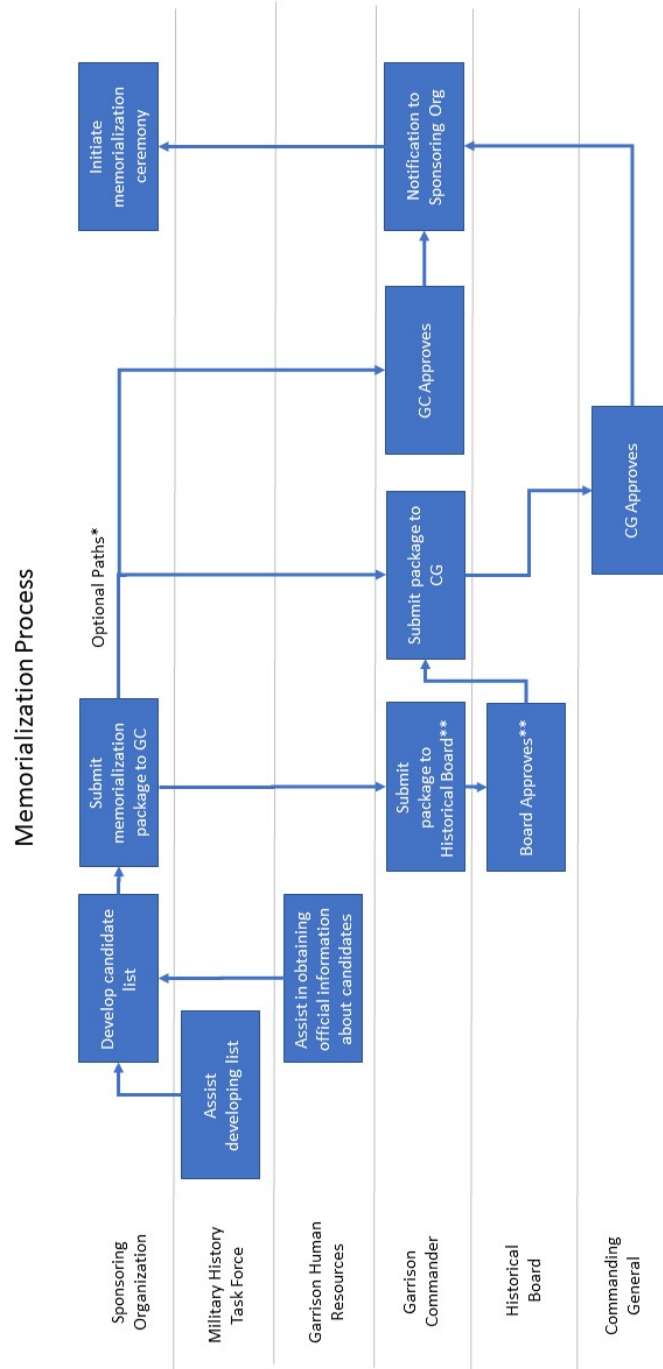 Memorialization Process
Sponsoring
Organization
Develop candidate
list
Submit
memorialization
package to GC
Optional Paths*
Initiate
memorialization
ceremony
Military History
Task Force
Assist
developing list
Garrison Human
Resources
Assist in obtaining
official information
about candidates
Garrison
Commander
Submit
package to
Historical Board**
Submit package to
CG
GC Approves
Notification to
Sponsoring Org
Historical
Board
Board Approves**
Commanding
General
CG Approves